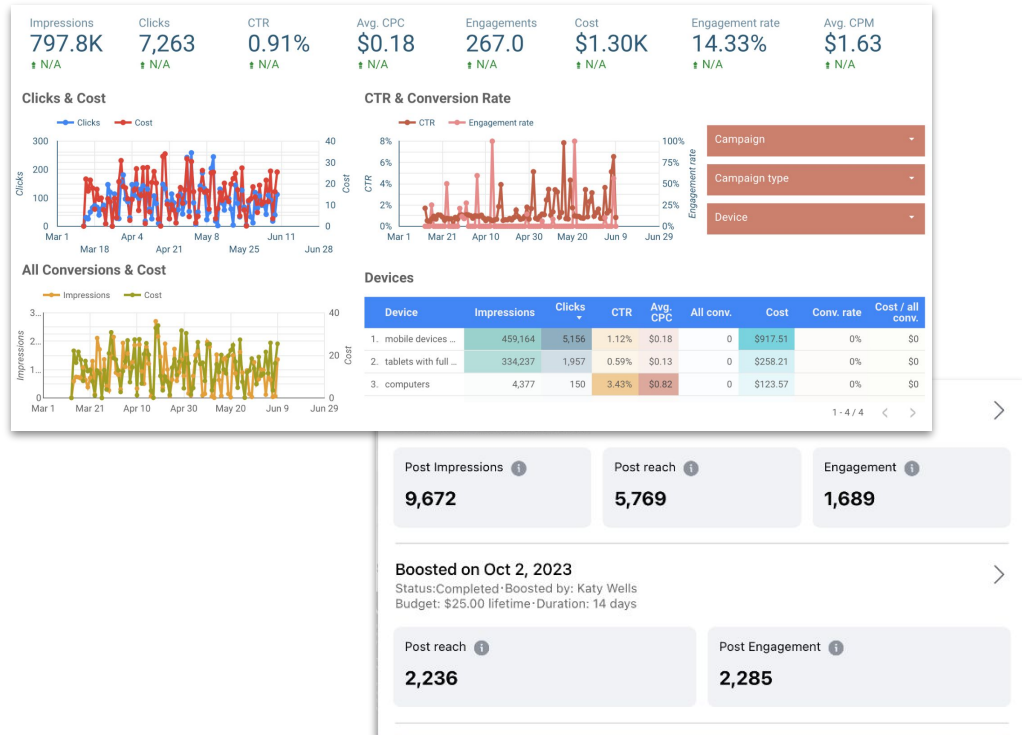 Impressions Clicks CTR Avg. CPC Engagements Cost Engagement rate Avg. CPM
797.8K 7,263 0.91% $0.18 267.0 $1.30K 14.33% $1.63
N/A N/A N/A N/A N/A N/A N/A N/A
Clicks & Cost
Clicks Cost
300 40
30
200
20
100
10
0 0
Clicks
Cost
Mar 1 Apr 4 May 8 Jun 11
Mar 18 Apr 21 May 25 Jun 28
CTR & Conversion Rate
CTR Engagement rate
8% 100%
6% 75%
4% 50%
2% 25%
0% 0%
CTR
Engagement rate
Mar 1 Mar 21 Apr 10 Apr 30 May 20 Jun 9 Jun 29
Campaign
Campaign type
Device
All Conversions & Cost
Impressions Cost
3... 40
2...
20
1...
0 0
Impressions
Cost
Mar 1 Mar 21 Apr 10 Apr 30 May 20 Jun 9 Jun 29
Devices
Device Impressions Clicks CTR Avg. CPC All conv. Cost Conv. rate Cost / all conv.
1. mobile devices ... 459,164 5,156 1.12% $0.18 0 $917.51 0% $0
2. tablets with full ... 334,237 1,957 0.59% $0.13 0 $258.21 0% $0
3. computers 4,377 150 3.43% $0.82 0 $123.57 0% $0
1 - 4 / 4
Post Impressions Post reach Engagement
9,672 5,769 1,689
Boosted on Oct 2, 2023
Status:Completed·Boosted by: Katy Wells
Budget: $25.00 lifetime·Duration: 14 days
Post reach Post Engagement
2,236 2,285